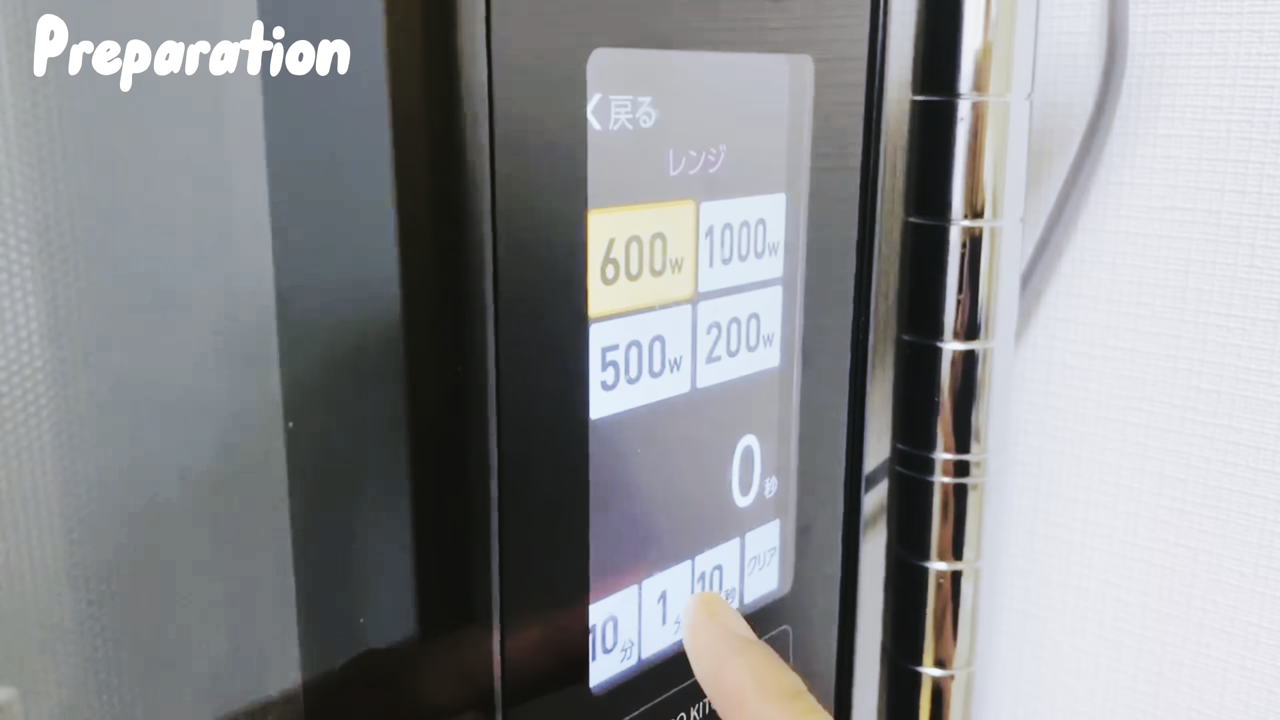 Preparation
戻る
レンジ
600w 1000w
500w 200w
0秒
10分 1分 10秒 クリア